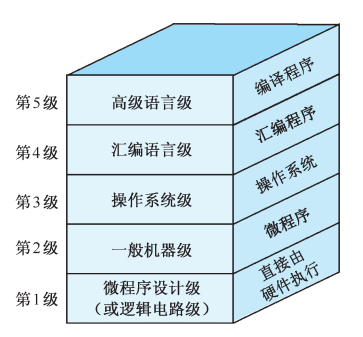 第5级
高级语言级
编译程序
第4级
汇编语言级
汇编程序
第3级
操作系统级
操作系统
第2级
一般机器级
微程序
第1级
微程序设计级
（或逻辑电路级）
直接由
硬件执行